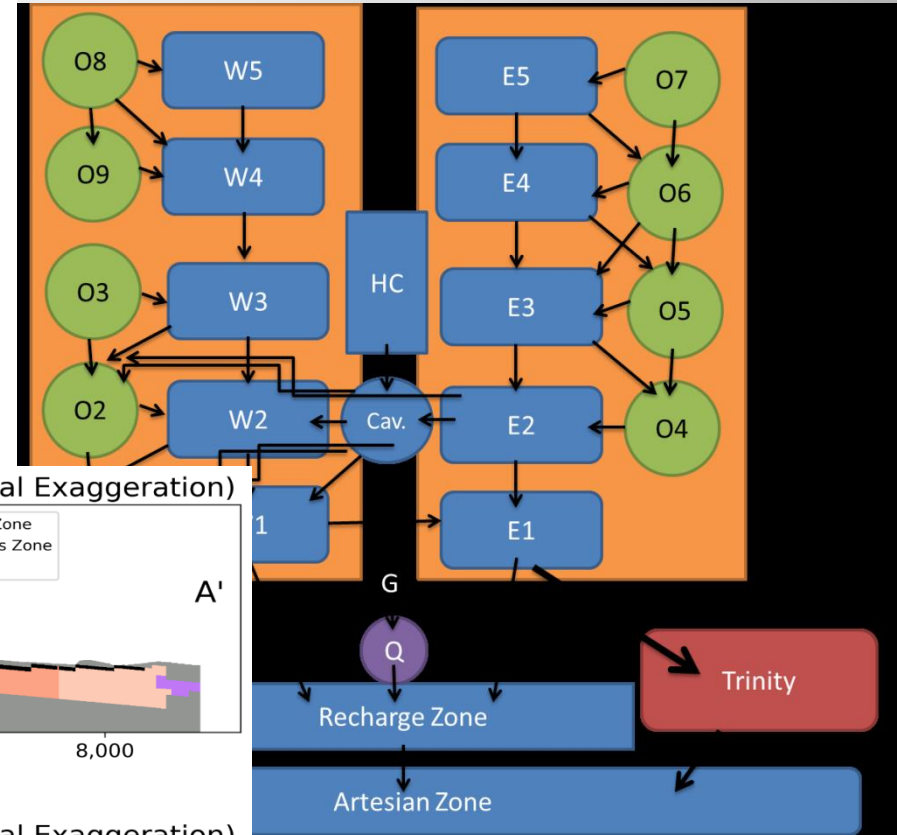 O8
W5
E5
O7
O9
W4
E4
O6
O3
W3
HC
E3
O5
O2
W2
Cav.
E2
O4
al Exaggeration)
Zone
s Zone
A'
8,000
al Exaggeration)
1
E1
G
Q
Trinity
Recharge Zone
Artesian Zone